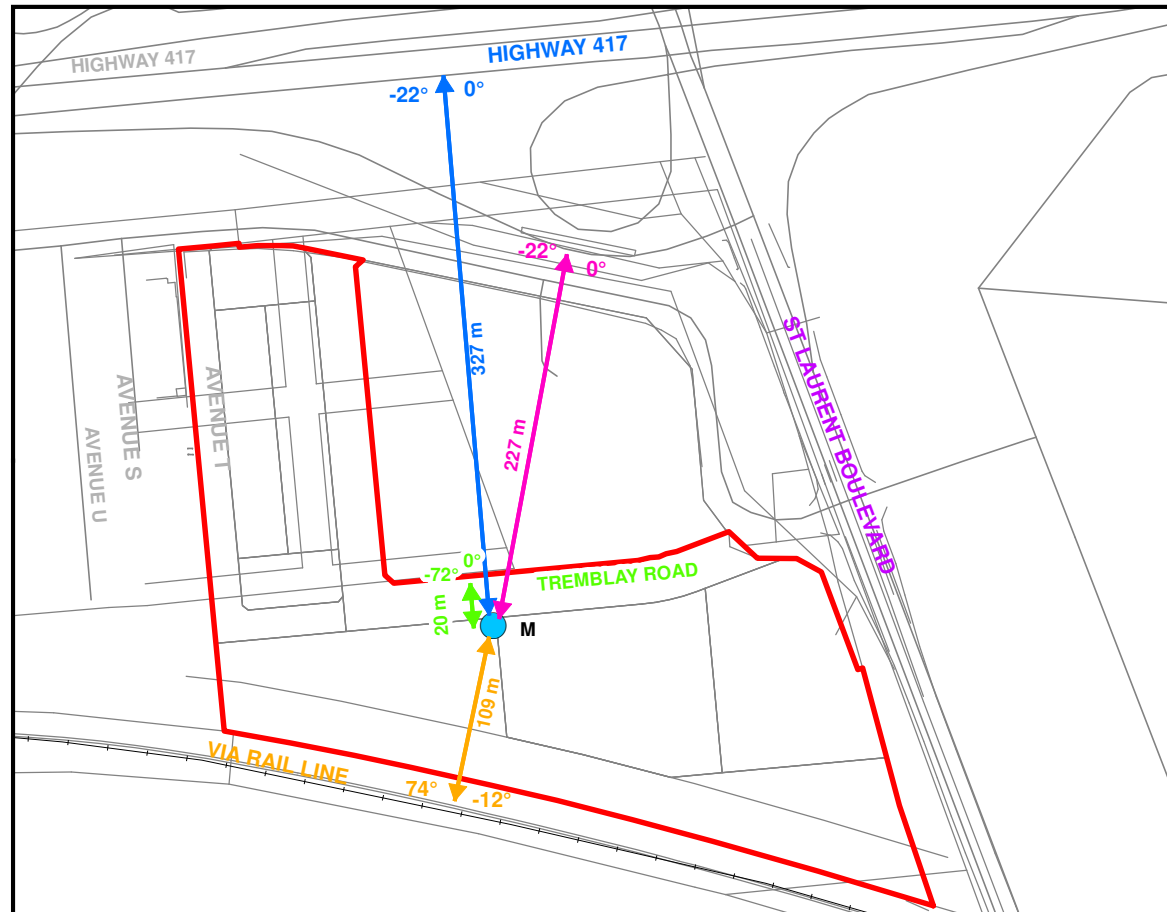 HIGHWAY 417
HIGHWAY 417
-22° 0°
-22° 0°
327 m
227 m
ST LAURENT BOULEVARD
AVENUE T
AVENUE S
AVENUE U
0°
-72°
TREMBLAY ROAD
20 m
M
109 m
VIA RAIL LINE
74° -12°